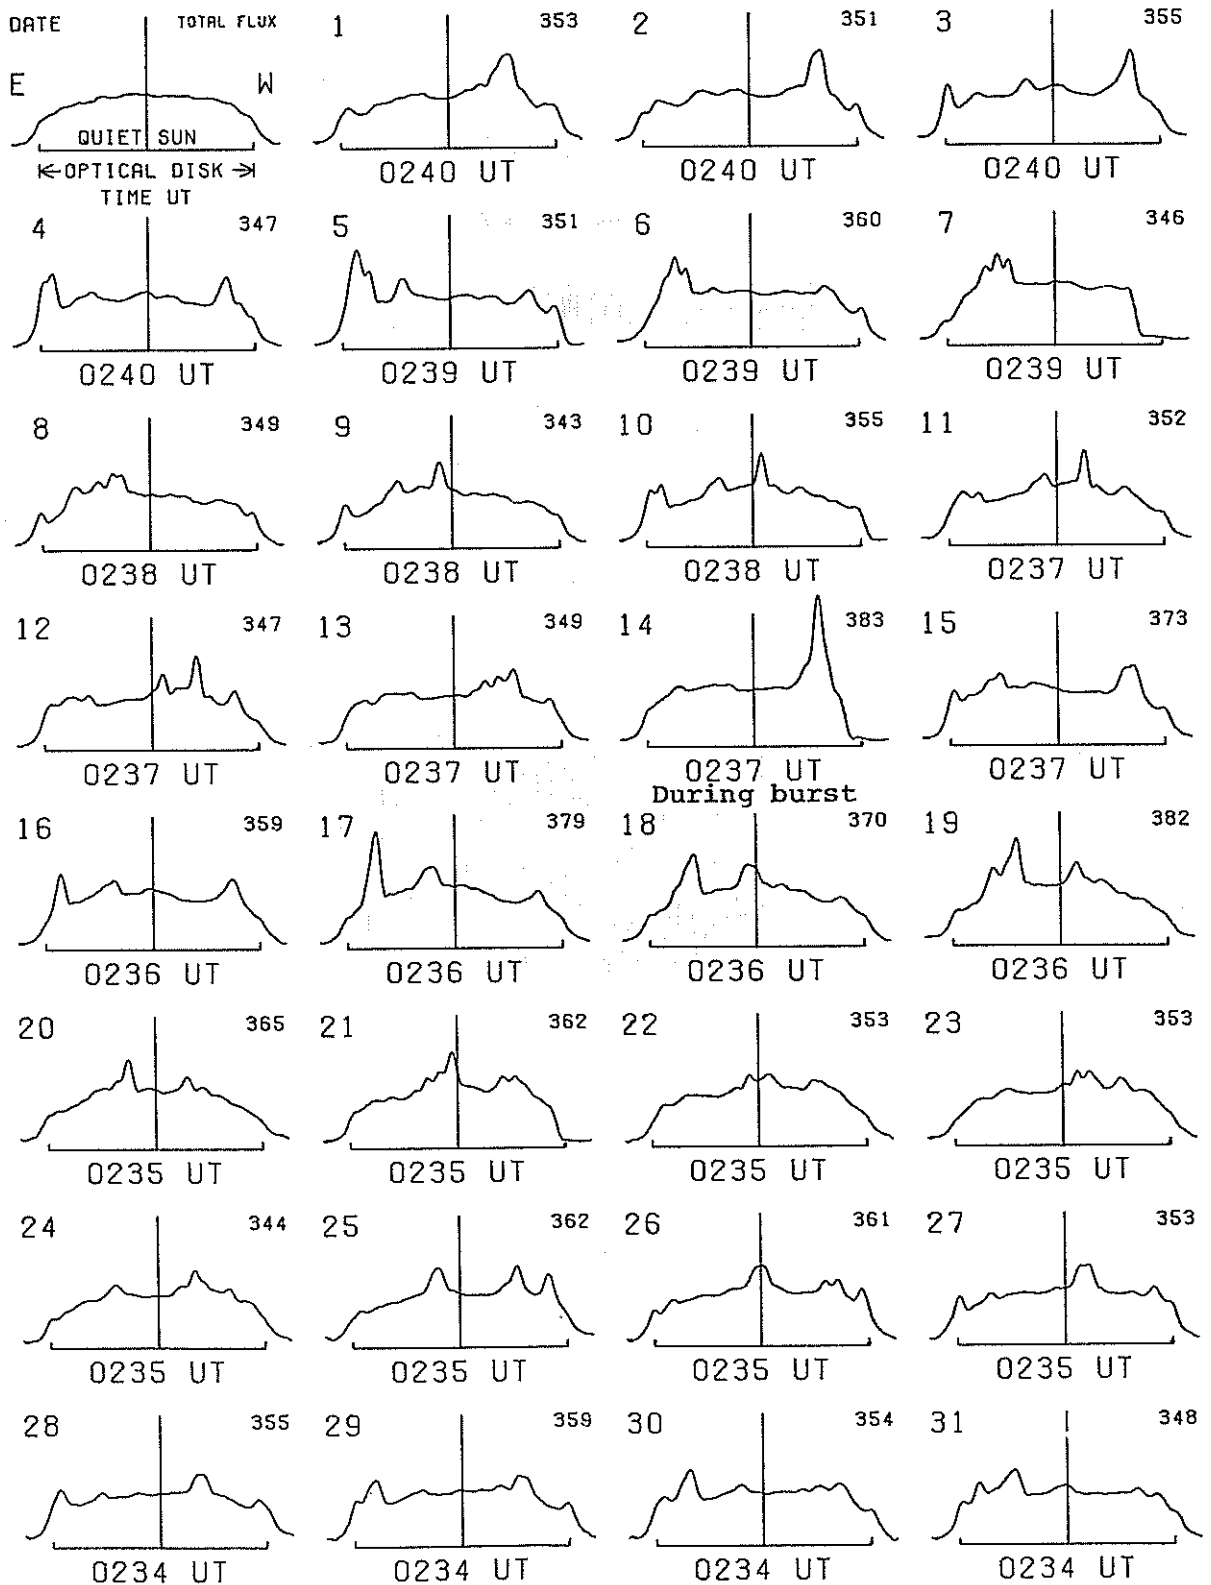 DATE TOTAL FLUX 1 353 2 351 3 355
E W
QUIET SUN
OPTICAL DISK 0240 UT 0240 UT 0240 UT
TIME UT
4 347 5 351 6 360 7 346
0240 UT 0239 UT 0239 UT 0239 UT
8 349 9 343 10 355 11 352
0238 UT 0238 UT 0238 UT 0237 UT
12 347 13 349 14 383 15 373
0237 UT 0237 UT 0237 UT 0237 UT
During burst
16 359 17 379 18 370 19 382
0236 UT 0236 UT 0236 UT 0236 UT
20 365 21 362 22 353 23 353
0235 UT 0235 UT 0235 UT 0235 UT
24 344 25 362 26 361 27 353
0235 UT 0235 UT 0235 UT 0235 UT
28 355 29 359 30 354 31 348
0234 UT 0234 UT 0234 UT 0234 UT